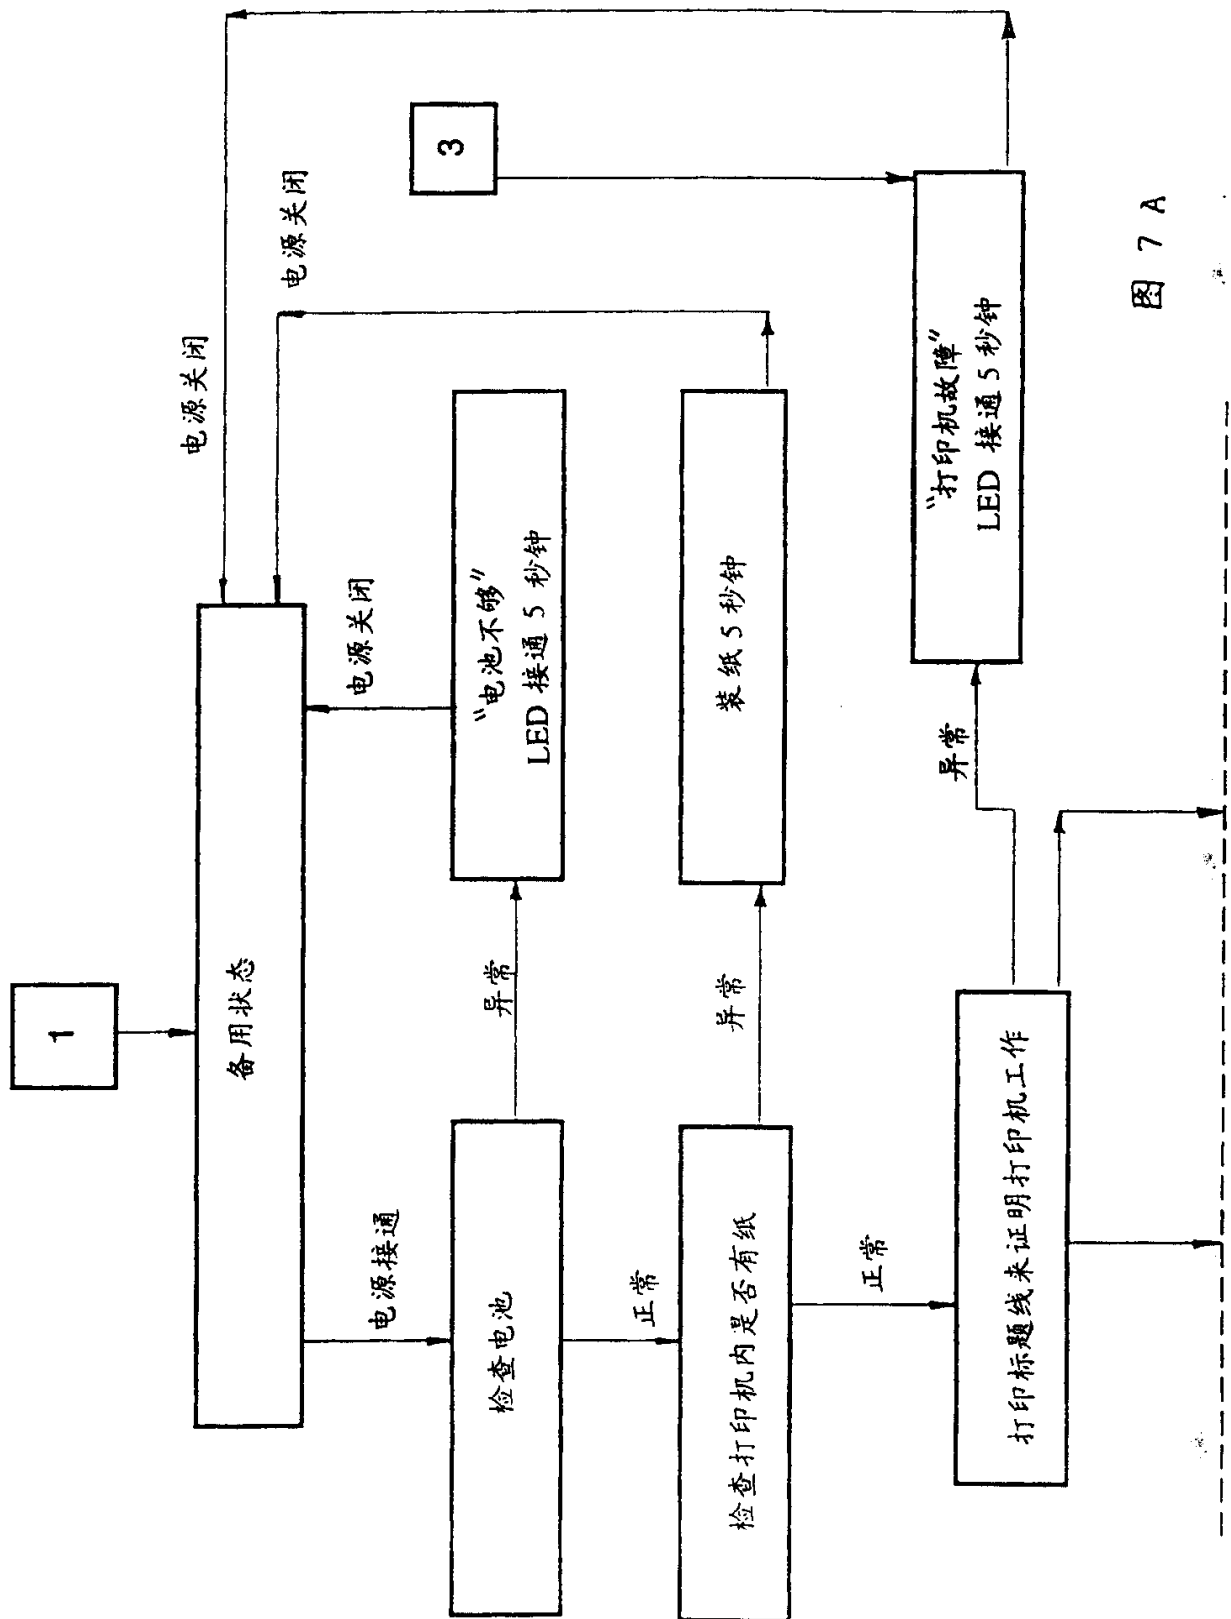 1
备用状态
电源关闭
电源关闭
3
电源接通
电源关闭
检查电池
异常
“电池不够”
LED 接通 5 秒钟
正常
检查打印机内是否有纸
异常
装纸 5 秒钟
正常
打印标题线来证明打印机工作
异常
“打印机故障”
LED 接通 5 秒钟
图 7 A